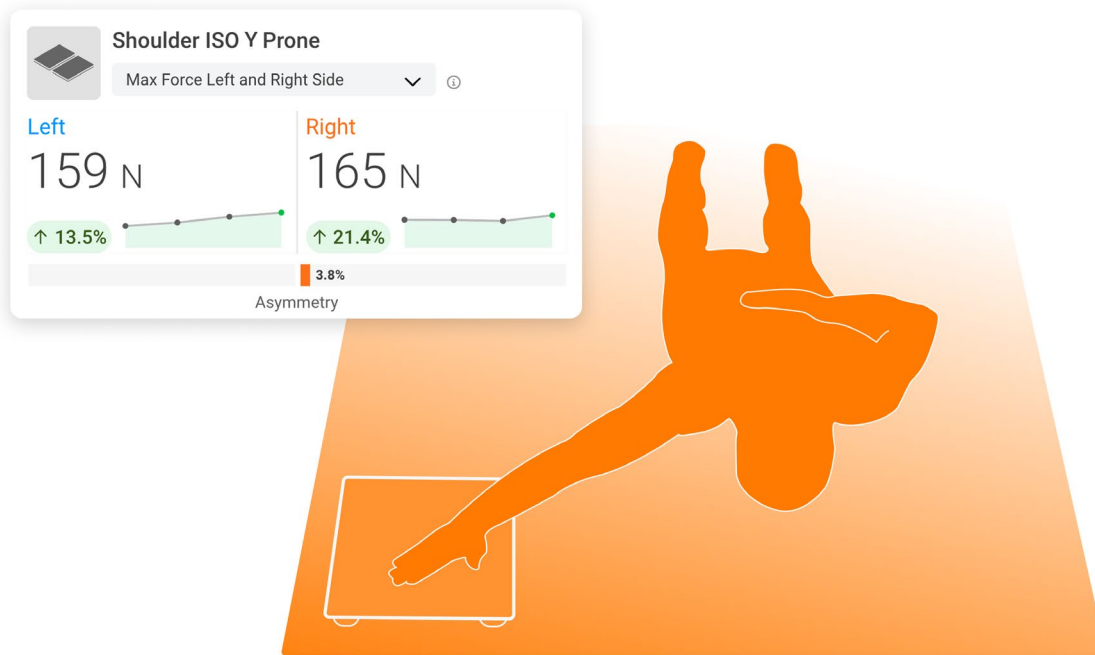 Shoulder ISO Y Prone
Max Force Left and Right Side
Left
Right
159 N
165 N
↑ 13.5%
↑ 21.4%
3.8%
Asymmetry